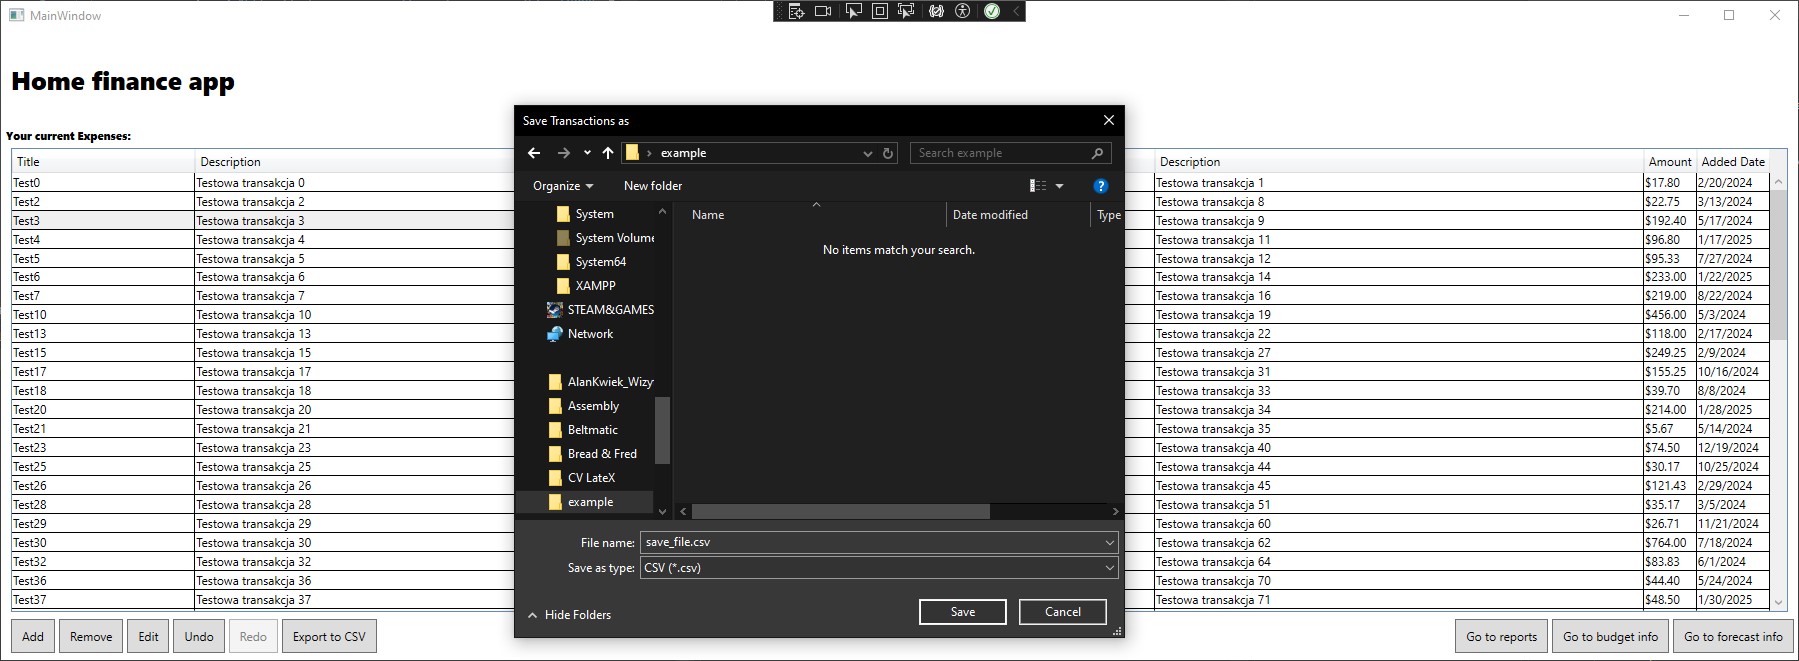 MainWindow
Home finance app
Your current Expenses:
Title Description
Test0 Testowa transakcja 0
Test2 Testowa transakcja 2
Test3 Testowa transakcja 3
Test4 Testowa transakcja 4
Test5 Testowa transakcja 5
Test6 Testowa transakcja 6
Test7 Testowa transakcja 7
Test10 Testowa transakcja 10
Test13 Testowa transakcja 13
Test15 Testowa transakcja 15
Test17 Testowa transakcja 17
Test18 Testowa transakcja 18
Test20 Testowa transakcja 20
Test21 Testowa transakcja 21
Test23 Testowa transakcja 23
Test25 Testowa transakcja 25
Test26 Testowa transakcja 26
Test28 Testowa transakcja 28
Test29 Testowa transakcja 29
Test30 Testowa transakcja 30
Test32 Testowa transakcja 32
Test36 Testowa transakcja 36
Test37 Testowa transakcja 37
Save Transactions as
example
Search example
Organize
New folder
?
System
System Volume
System64
XAMPP
STEAM&GAMES
Network
AlanKwiek_Wizy
Assembly
Beltmatic
Bread & Fred
CV LateX
example
Name Date modified Type
No items match your search.
File name: save_file.csv
Save as type: CSV (*.csv)
Hide Folders
Save
Cancel
Description Amount Added Date
Testowa transakcja 1 $17.80 2/20/2024
Testowa transakcja 8 $22.75 3/13/2024
Testowa transakcja 9 $192.40 5/17/2024
Testowa transakcja 11 $96.80 1/17/2025
Testowa transakcja 12 $95.33 7/27/2024
Testowa transakcja 14 $233.00 1/22/2025
Testowa transakcja 16 $219.00 8/22/2024
Testowa transakcja 19 $456.00 5/3/2024
Testowa transakcja 22 $118.00 2/17/2024
Testowa transakcja 27 $249.25 2/9/2024
Testowa transakcja 31 $155.25 10/16/2024
Testowa transakcja 33 $39.70 8/8/2024
Testowa transakcja 34 $214.00 1/28/2025
Testowa transakcja 35 $5.67 5/14/2024
Testowa transakcja 40 $74.50 12/19/2024
Testowa transakcja 44 $30.17 10/25/2024
Testowa transakcja 45 $121.43 2/29/2024
Testowa transakcja 51 $35.17 3/5/2024
Testowa transakcja 60 $26.71 11/21/2024
Testowa transakcja 62 $764.00 7/18/2024
Testowa transakcja 64 $83.83 6/1/2024
Testowa transakcja 70 $44.40 5/24/2024
Testowa transakcja 71 $48.50 1/30/2025
Add
Remove
Edit
Undo
Redo
Export to CSV
Go to reports
Go to budget info
Go to forecast info